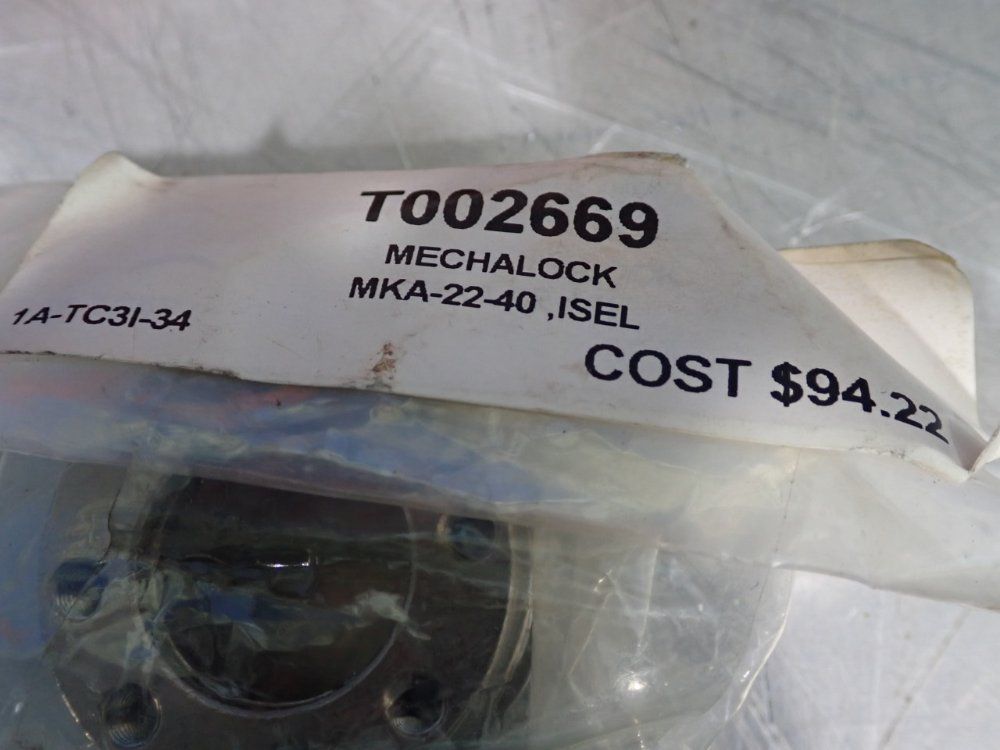 T002669
MECHALOCK
MKA-22-40 ,ISEL
1A-TC3I-34
COST $94.22